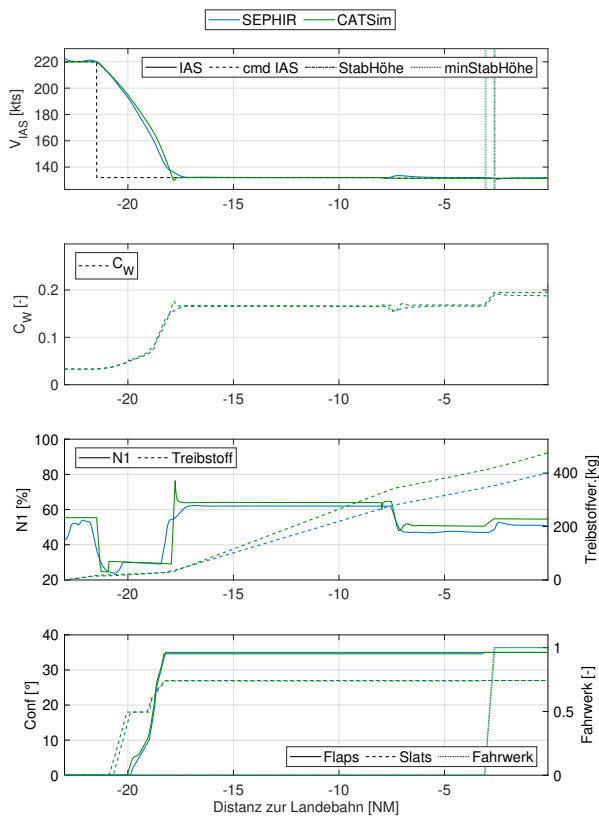 SEPHIR CATSim
IAS cmd IAS StabHöhe minStabHöhe
V_IAS [kts]
220
200
180
160
140
-20 -15 -10 -5
C_W
C_W [-]
0.2
0.1
0
-20 -15 -10 -5
N1 Treibstoff
N1 [%]
100
80
60
40
20
Treibstoffver.[kg]
400
200
0
-20 -15 -10 -5
Conf [°]
40
30
20
10
0
Fahrwerk [-]
1
0.5
0
Flaps Slats Fahrwerk
-20 -15 -10 -5
Distanz zur Landebahn [NM]